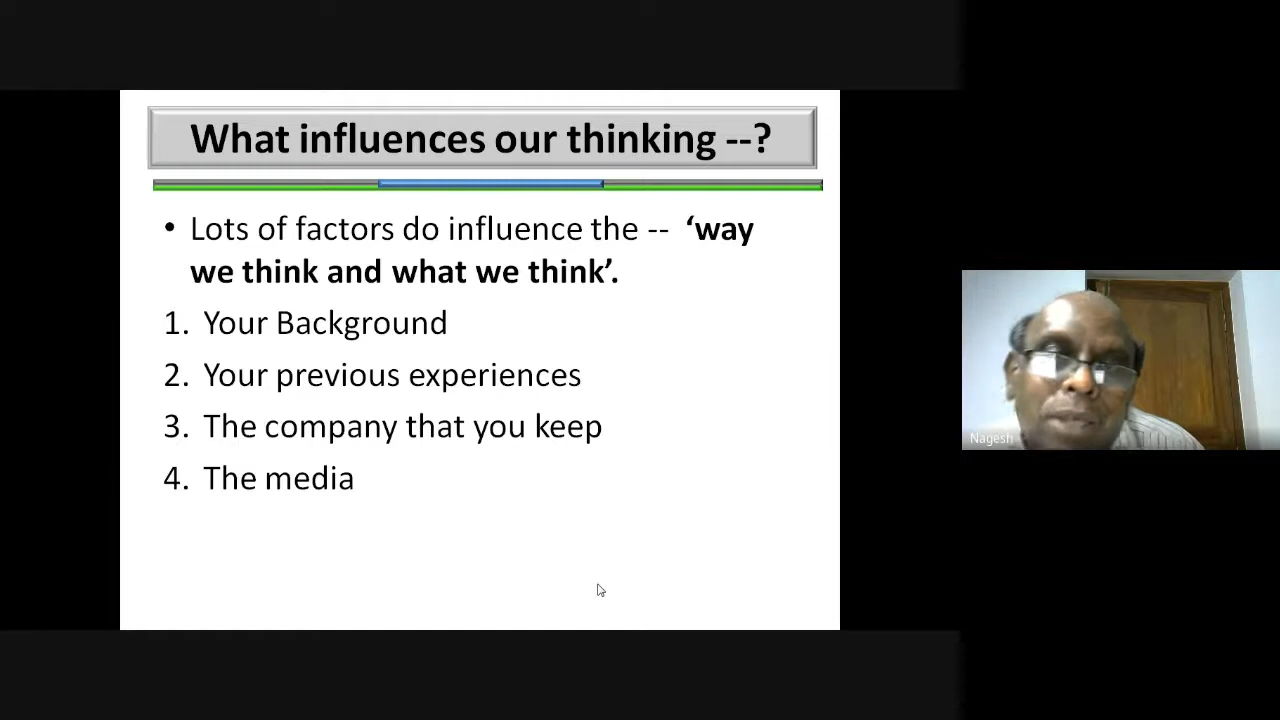 What influences our thinking --?
• Lots of factors do influence the -- ‘way
we think and what we think’.
1. Your Background
2. Your previous experiences
3. The company that you keep
4. The media
Nagesh